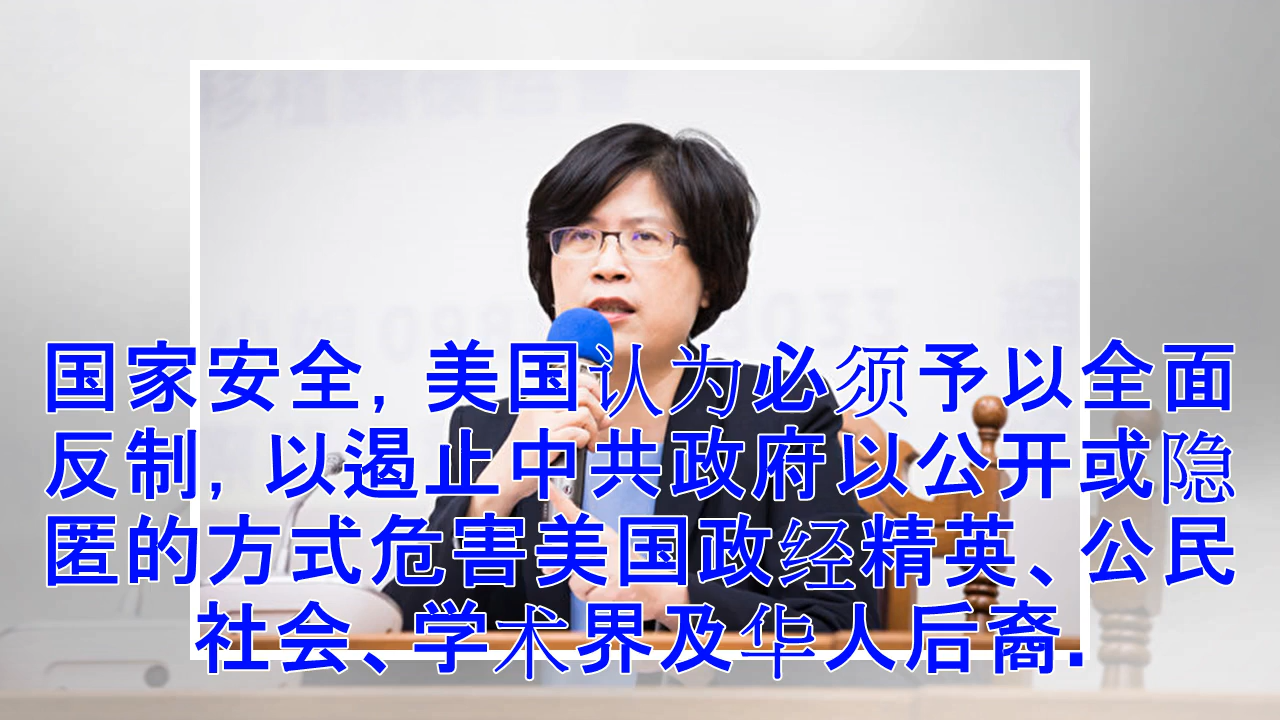 国家安全, 美国认为必须予以全面
反制, 以遏止中共政府以公开或隐
匿的方式危害美国政经精英、公民
社会、学术界及华人后裔.